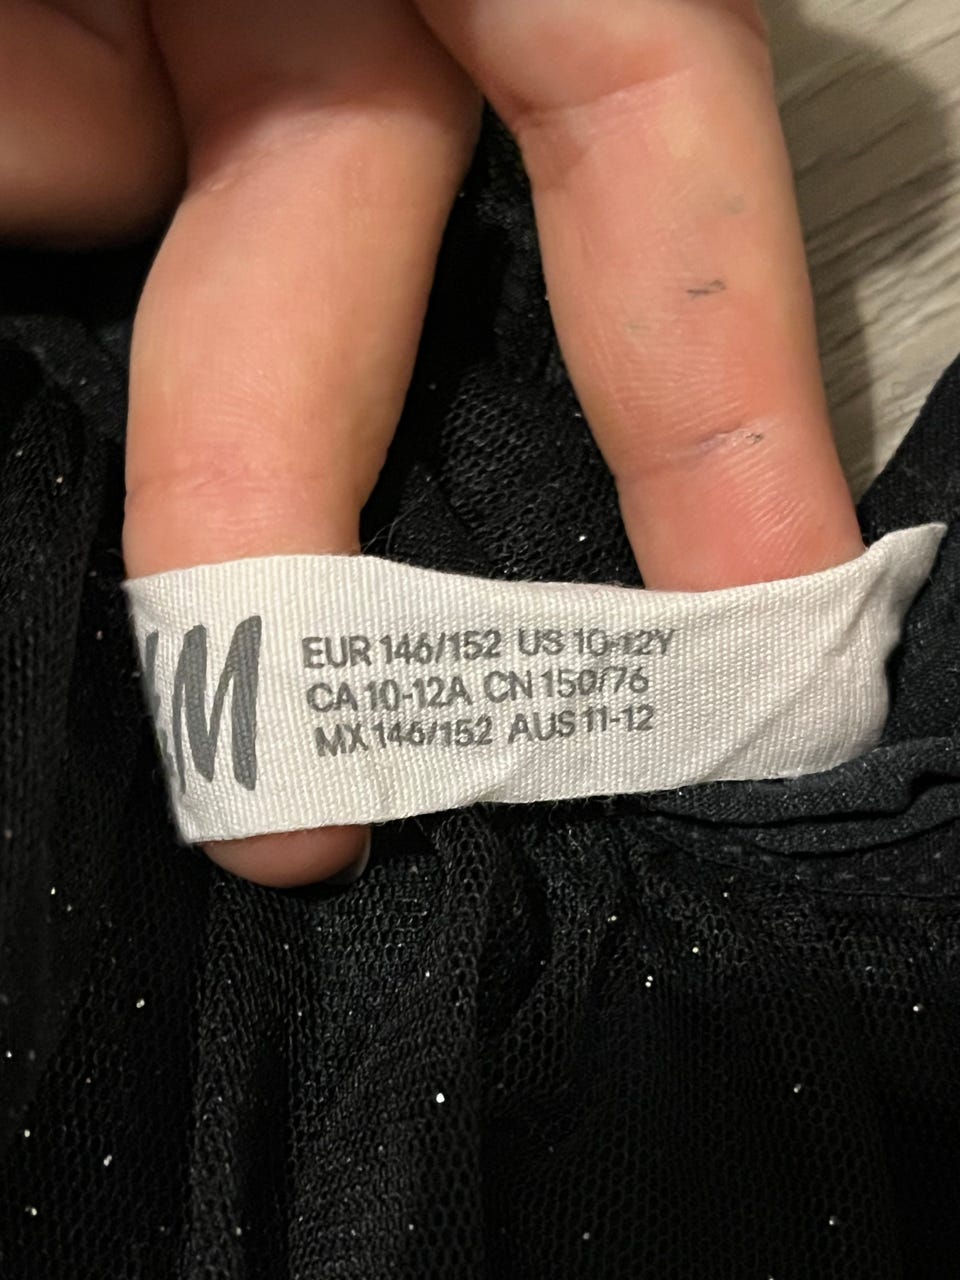 M
EUR 146/152 US 10-12Y
CA 10-12A CN 150/76
MX 146/152 AUS 11-12